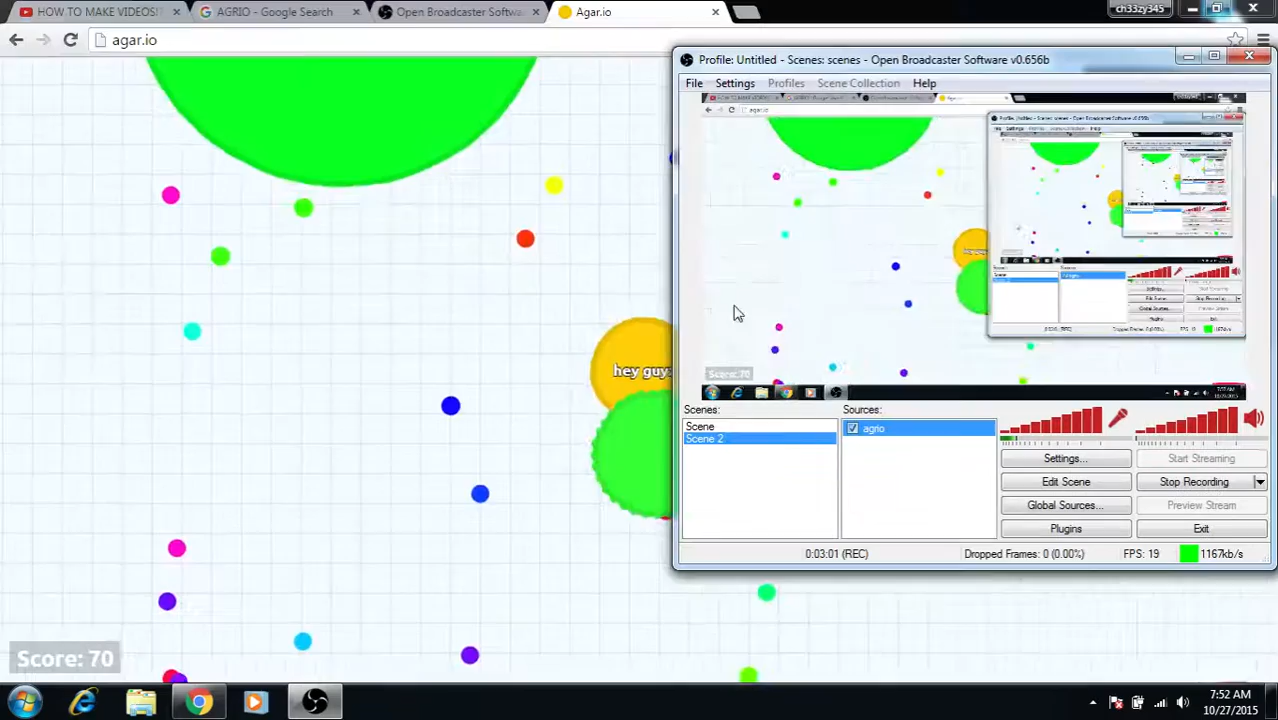 HOW TO MAKE VIDEOS!
AGRIO - Google Search
Open Broadcaster Softwa
Agar.io
ch33zy345
agar.io
Profile: Untitled - Scenes: scenes - Open Broadcaster Software v0.656b
File Settings Profiles Scene Collection Help
hey guy
Score:70
Scenes:
Sources:
Scene
Scene 2
agrio
Settings...
Start Streaming
Edit Scene
Stop Recording
Global Sources...
Preview Stream
Plugins
Exit
0:03:01 (REC)
Dropped Frames: 0 (0.00%)
FPS: 19
1167kb/s
Score: 70
7:52 AM
10/27/2015